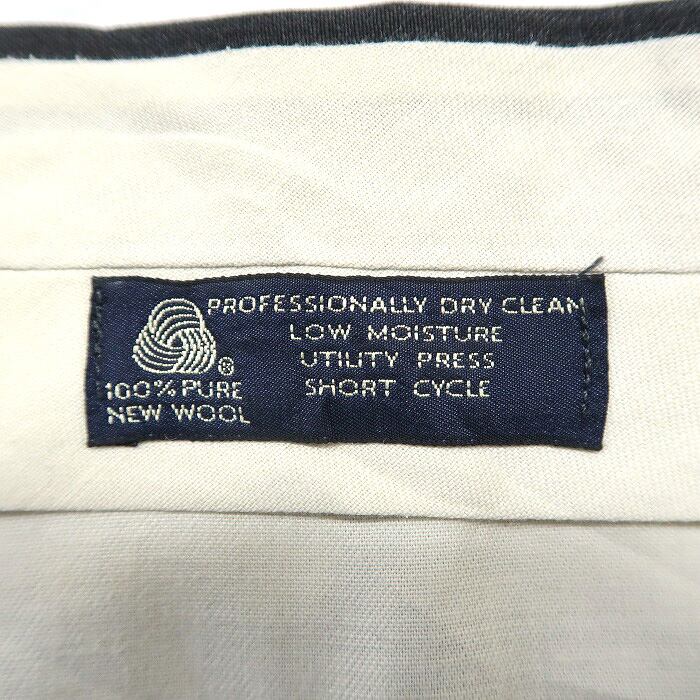 PROFESSIONALLY DRY CLEAN
LOW MOISTURE
UTILITY PRESS
SHORT CYCLE
®
100% PURE
NEW WOOL